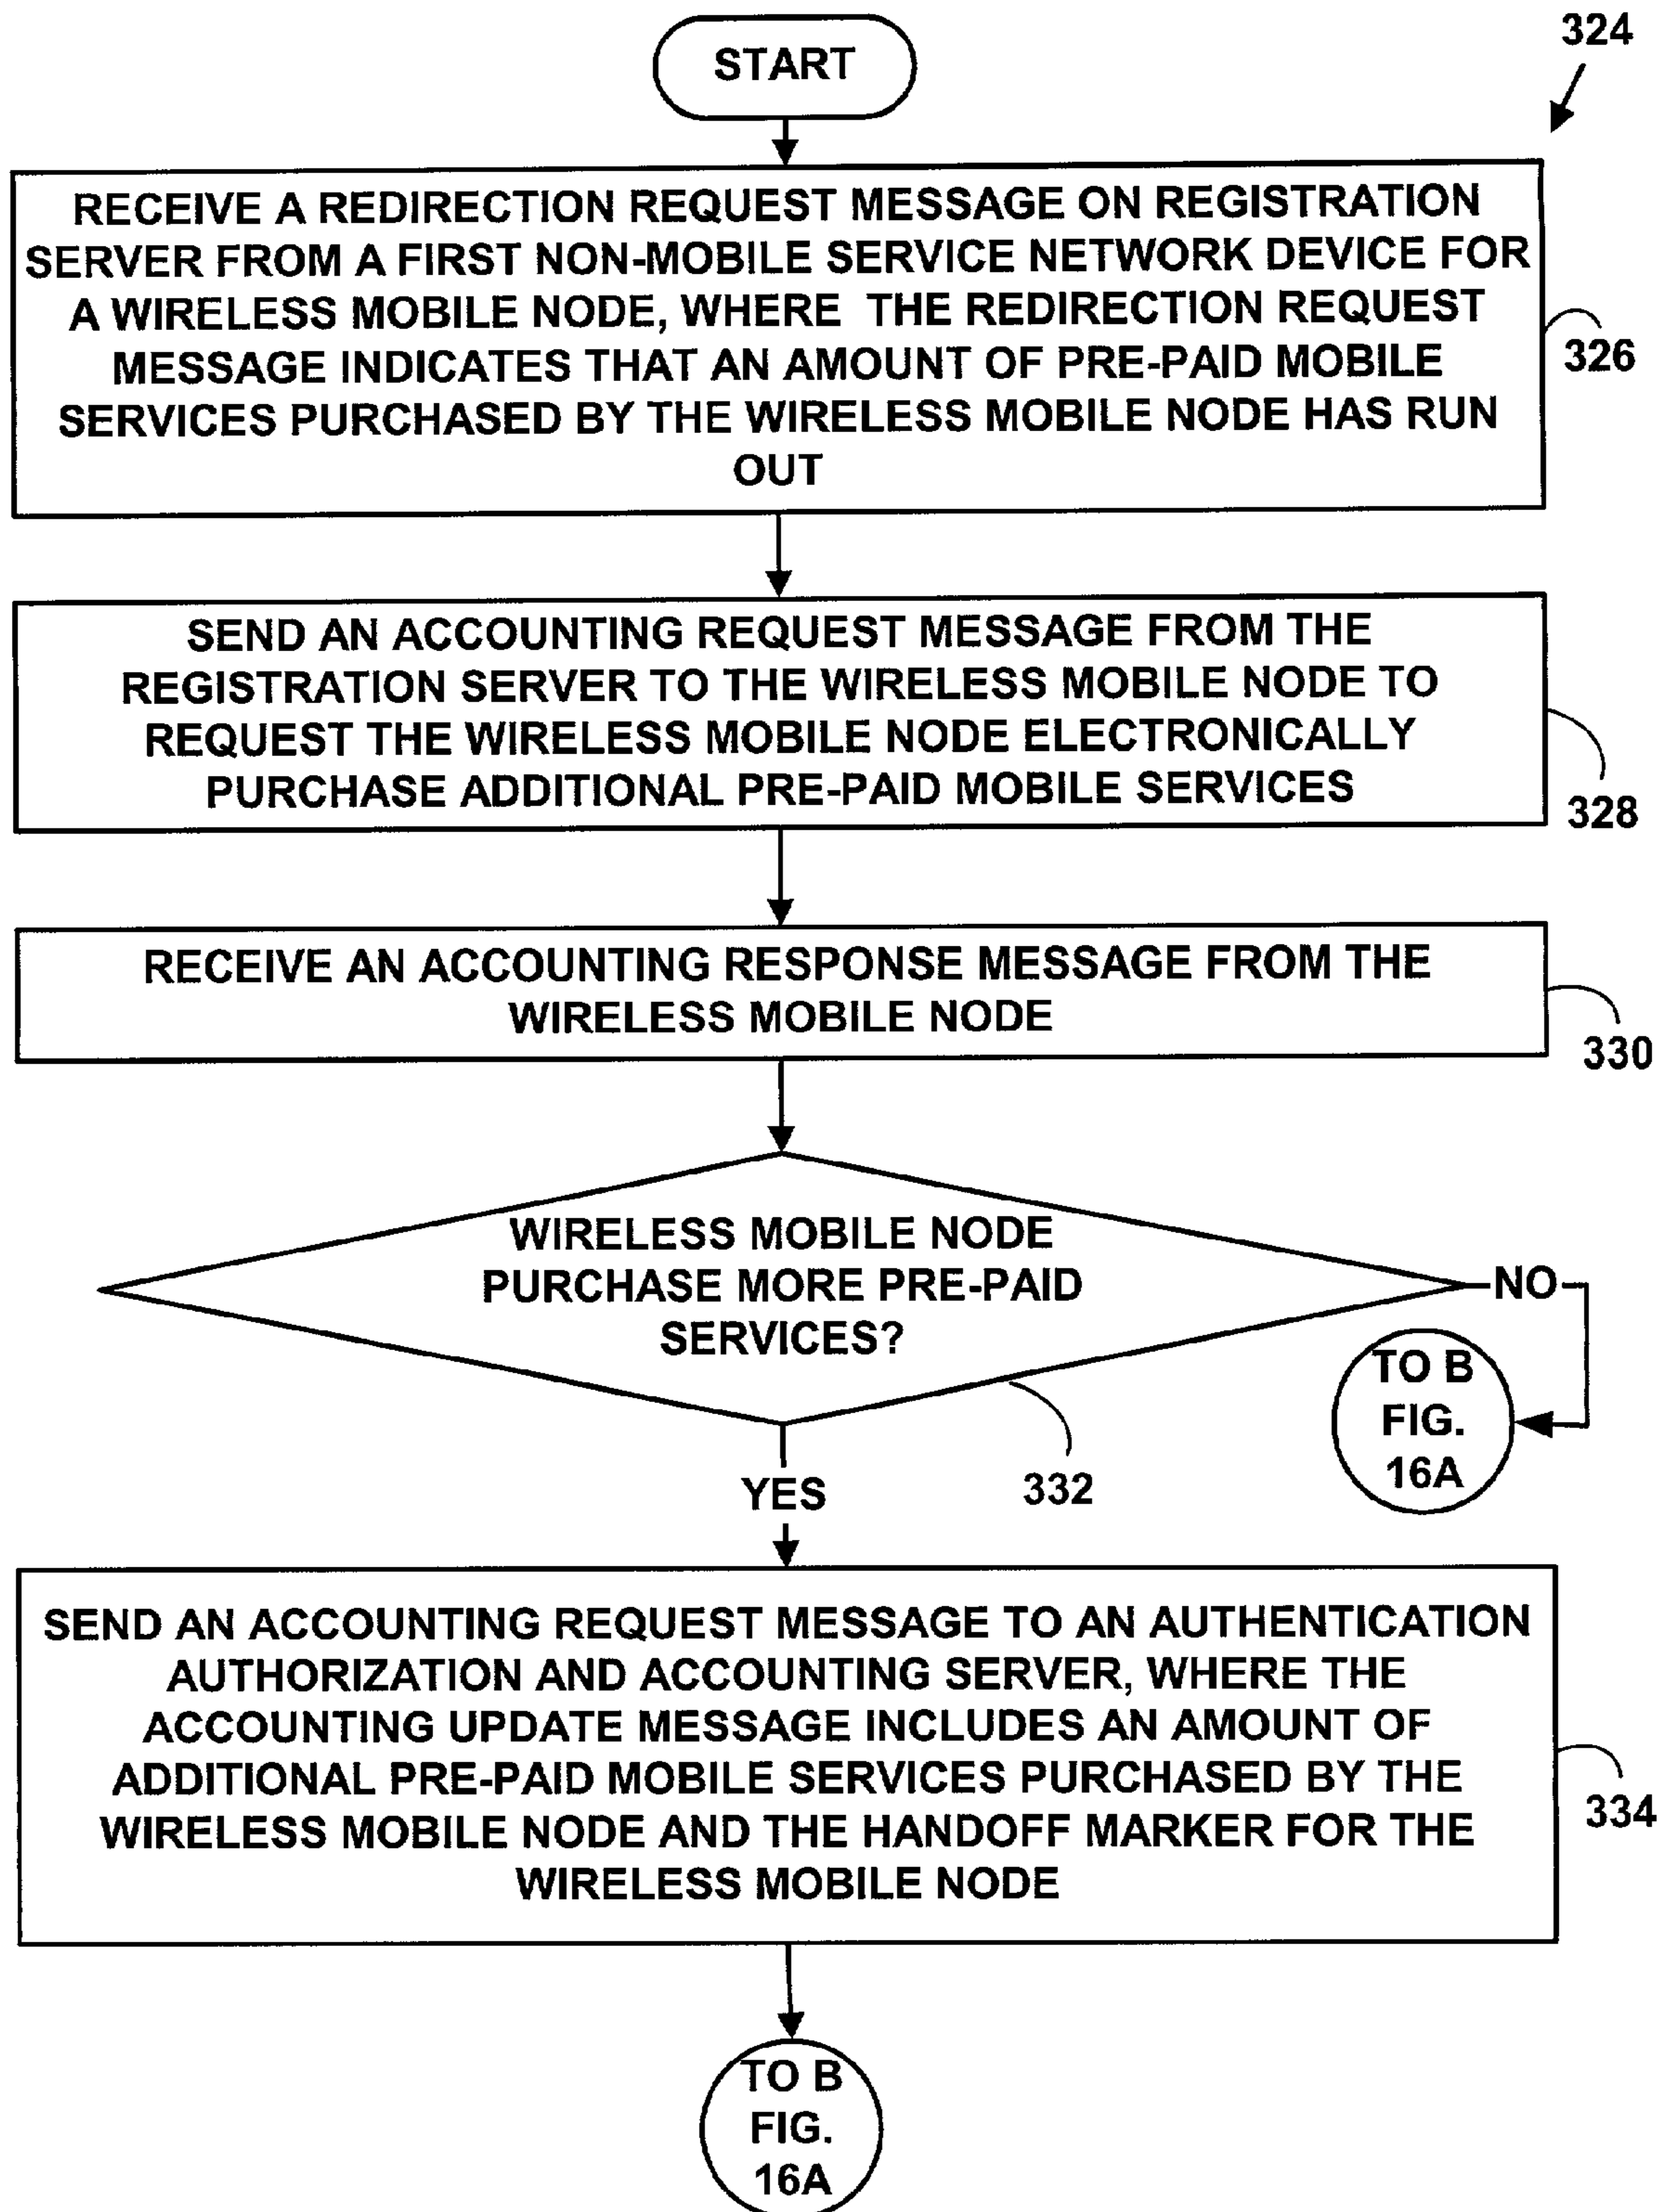 324
START
RECEIVE A REDIRECTION REQUEST MESSAGE ON REGISTRATION
SERVER FROM A FIRST NON-MOBILE SERVICE NETWORK DEVICE FOR
A WIRELESS MOBILE NODE, WHERE THE REDIRECTION REQUEST
MESSAGE INDICATES THAT AN AMOUNT OF PRE-PAID MOBILE
SERVICES PURCHASED BY THE WIRELESS MOBILE NODE HAS RUN
OUT
326
SEND AN ACCOUNTING REQUEST MESSAGE FROM THE
REGISTRATION SERVER TO THE WIRELESS MOBILE NODE TO
REQUEST THE WIRELESS MOBILE NODE ELECTRONICALLY
PURCHASE ADDITIONAL PRE-PAID MOBILE SERVICES
328
RECEIVE AN ACCOUNTING RESPONSE MESSAGE FROM THE
WIRELESS MOBILE NODE
330
WIRELESS MOBILE NODE
PURCHASE MORE PRE-PAID
SERVICES?
NO
TO B
FIG.
16A
332
YES
SEND AN ACCOUNTING REQUEST MESSAGE TO AN AUTHENTICATION
AUTHORIZATION AND ACCOUNTING SERVER, WHERE THE
ACCOUNTING UPDATE MESSAGE INCLUDES AN AMOUNT OF
ADDITIONAL PRE-PAID MOBILE SERVICES PURCHASED BY THE
WIRELESS MOBILE NODE AND THE HANDOFF MARKER FOR THE
WIRELESS MOBILE NODE
334
TO B
FIG.
16A